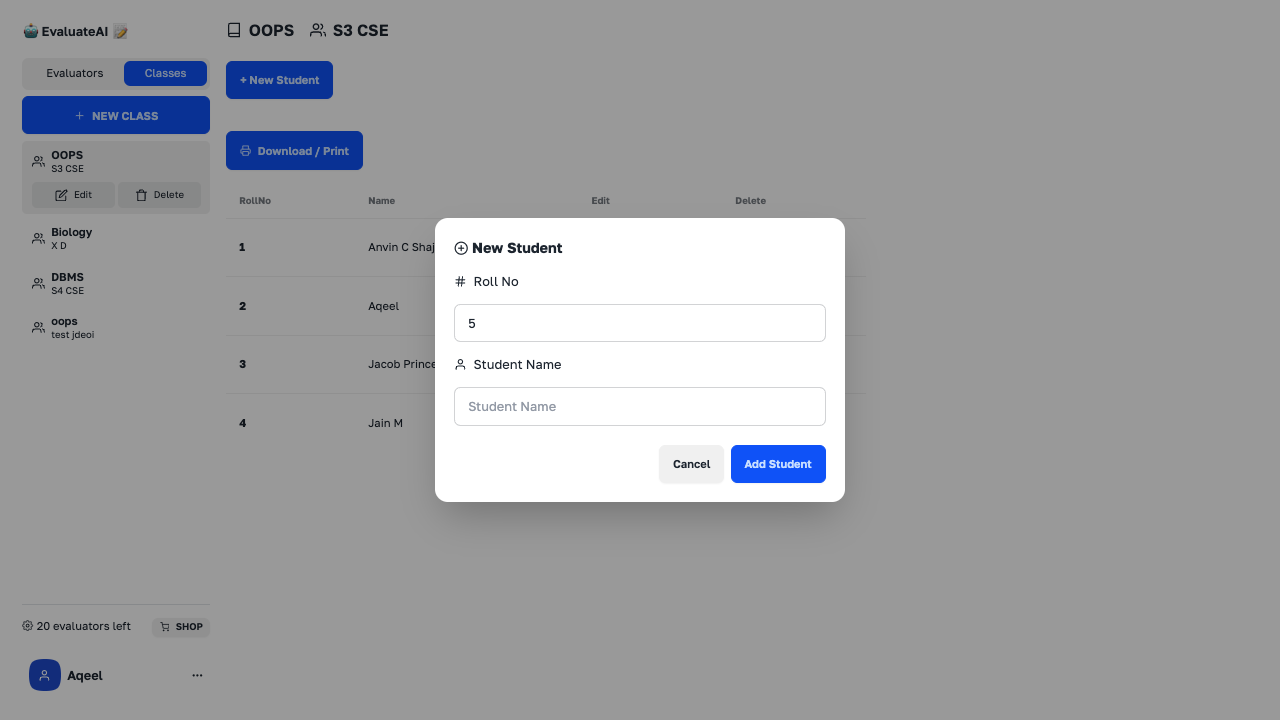 EvaluateAI
Evaluators
Classes
+ NEW CLASS
OOPS
S3 CSE
Edit
Delete
Biology
X D
DBMS
S4 CSE
oops
test jdeoi
20 evaluators left
SHOP
Aqeel
OOPS S3 CSE
+ New Student
Download / Print
RollNo Name Edit Delete
1 Anvin C Shaj
2 Aqeel
3 Jacob Prince
4 Jain M
New Student
# Roll No
5
Student Name
Student Name
Cancel
Add Student